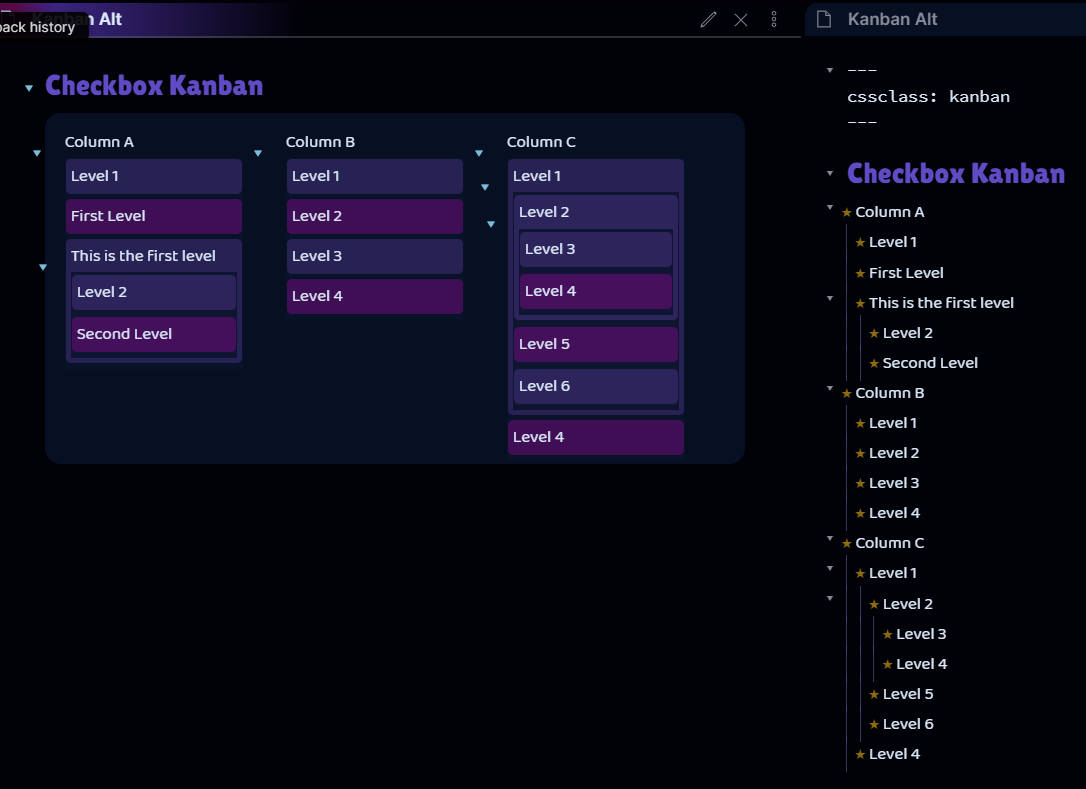 Kanban Alt
back history
Checkbox Kanban
Column A
Level 1
First Level
This is the first level
Level 2
Second Level
Column B
Level 1
Level 2
Level 3
Level 4
Column C
Level 1
Level 2
Level 3
Level 4
Level 5
Level 6
Level 4
Kanban Alt
---
cssclass: kanban
---
Checkbox Kanban
Column A
Level 1
First Level
This is the first level
Level 2
Second Level
Column B
Level 1
Level 2
Level 3
Level 4
Column C
Level 1
Level 2
Level 3
Level 4
Level 5
Level 6
Level 4